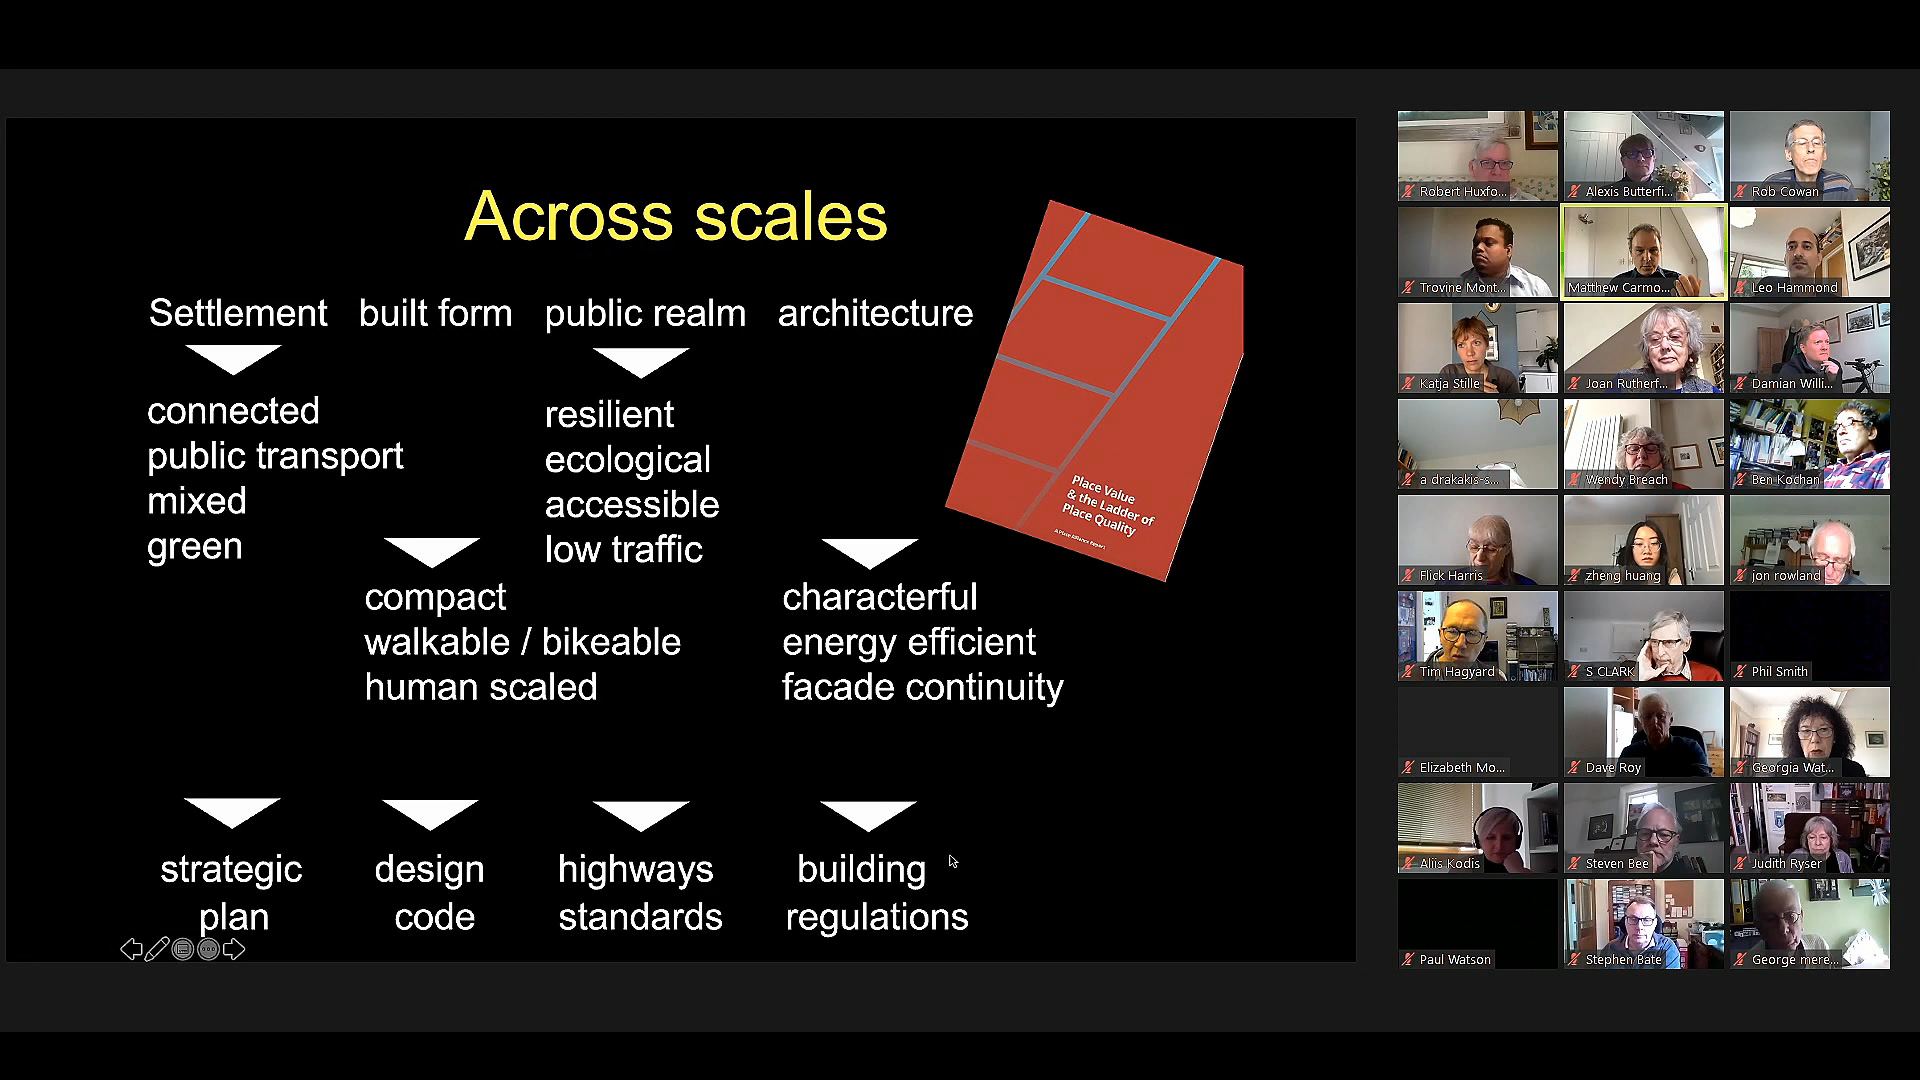 Across scales
Settlement built form public realm architecture
connected
public transport
mixed
green
resilient
ecological
accessible
low traffic
compact
walkable / bikeable
human scaled
characterful
energy efficient
facade continuity
strategic
plan
design
code
highways
standards
building
regulations
Place Value
& the Ladder of
Place Quality
A Place Alliance Report
Robert Huxfo...
Alexis Butterfi...
Rob Cowan
Trovine Mont...
Matthew Carmo...
Leo Hammond
Katja Stille
Joan Rutherf...
Damian Willi...
a drakakis-s...
Wendy Breach
Ben Kochan
Flick Harris
zheng huang
jon rowland
Tim Hagyard
S CLARK
Phil Smith
Elizabeth Mo...
Dave Roy
Georgia Wat...
Aliis Kodis
Steven Bee
Judith Ryser
Paul Watson
Stephen Bate
George mere...